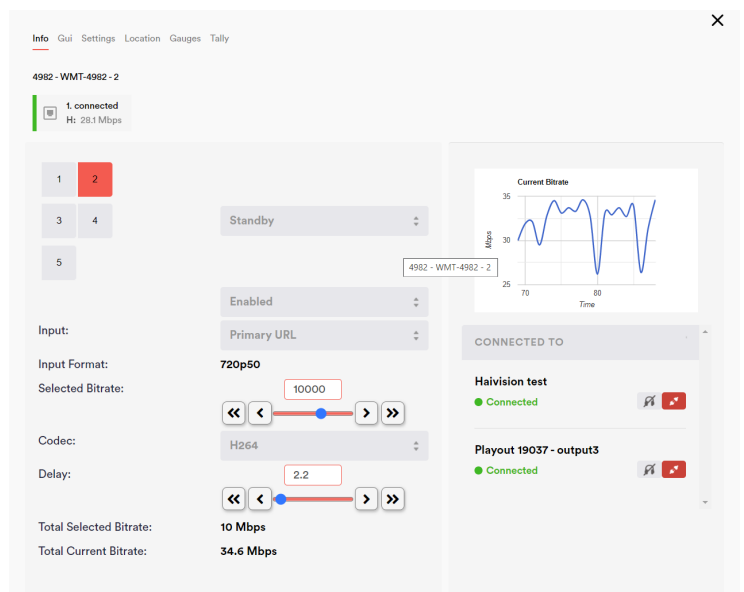 Info Gui Settings Location Gauges Tally
4982 - WMT-4982 - 2
1. connected
H: 28.1 Mbps
1 2
3 4
5
Standby
4982 - WMT-4982 - 2
Enabled
Input:
Primary URL
Input Format:
720p50
Selected Bitrate:
10000
Codec:
H264
Delay:
2.2
Total Selected Bitrate:
10 Mbps
Total Current Bitrate:
34.6 Mbps
Current Bitrate
35
30
25
Mbps
70 80
Time
CONNECTED TO
Haivision test
Connected
Playout 19037 - output3
Connected